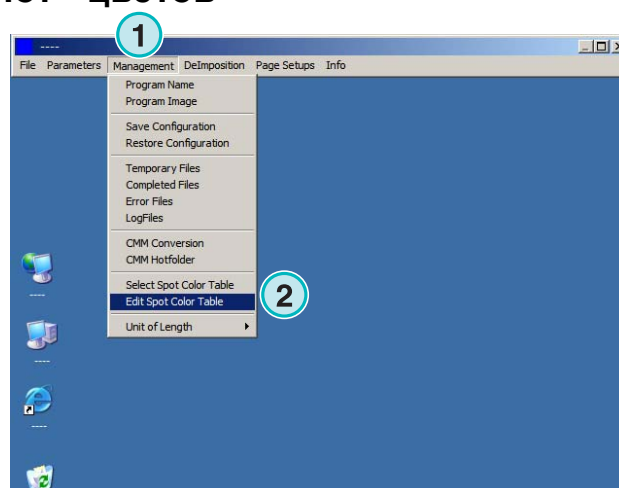 ЦВЕТОВ
1
----
File Parameters Management DeImposition Page Setups Info
Program Name
Program Image
Save Configuration
Restore Configuration
Temporary Files
Completed Files
Error Files
LogFiles
CMM Conversion
CMM Hotfolder
Select Spot Color Table
Edit Spot Color Table
2
Unit of Length
----
----
----